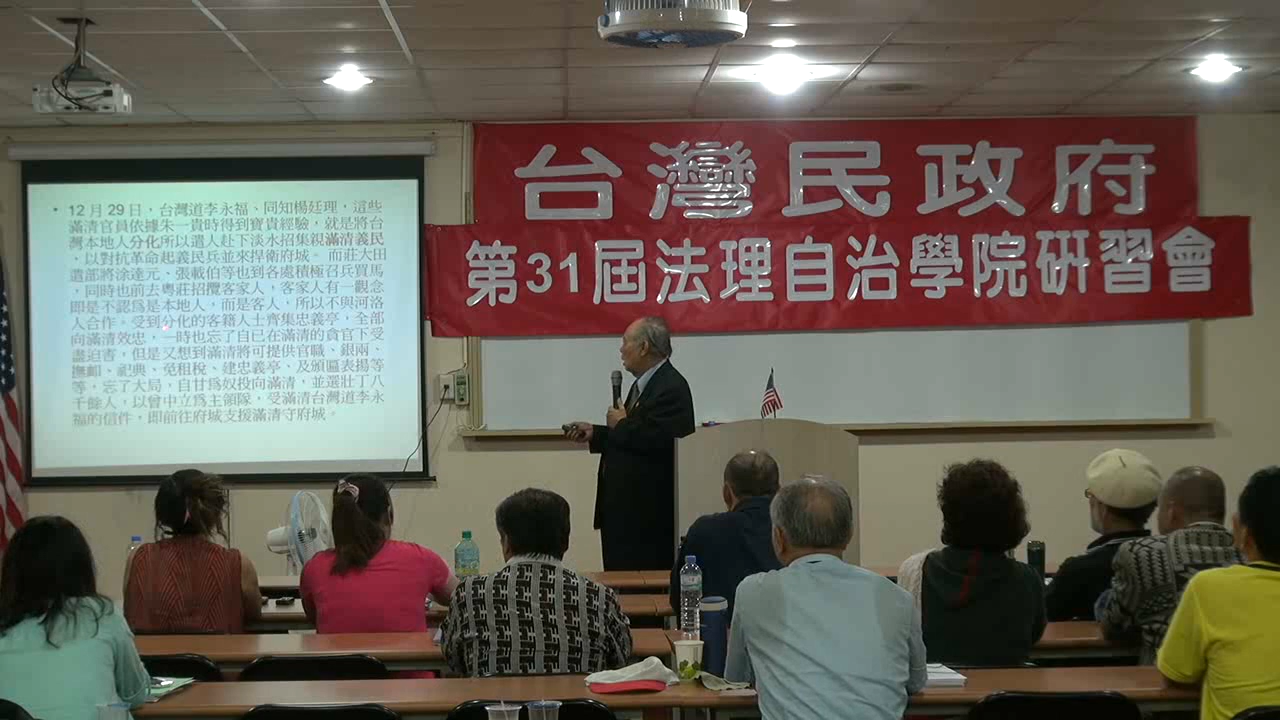 台灣民政府
第31屆法理自治學院研習會
• 12月29日，台灣道李永福、同知楊廷理，這些
滿清官員依據朱一貴時得到寶貴經驗，就是將台
灣本地人分化所以遣人赴下淡水招集親滿清義民
、以對抗革命起義民兵並來捍衛府城。 而莊大田
遣部將涂達元、張載伯等也到各處積極召兵買馬
，同時也前去粵莊招攬客家人，客家人有一觀念
即是不認為是本地人，而是客人，所以不與河洛
人合作。受到分化的客籍人士齊集忠義亭，全部
向滿清效忠，一時也忘了自已在滿清的貪官下受
盡迫害，但是又想到滿清將可提供官職、銀兩、
撫卹、祀典、免租稅、建忠義亭、及頒匾表揚等
等，忘了大局，自甘為奴投向滿清，並選壯丁八
千餘人，以曾中立為主領隊，受滿清台灣道李永
福的信件，即前往府城支援滿清守府城。